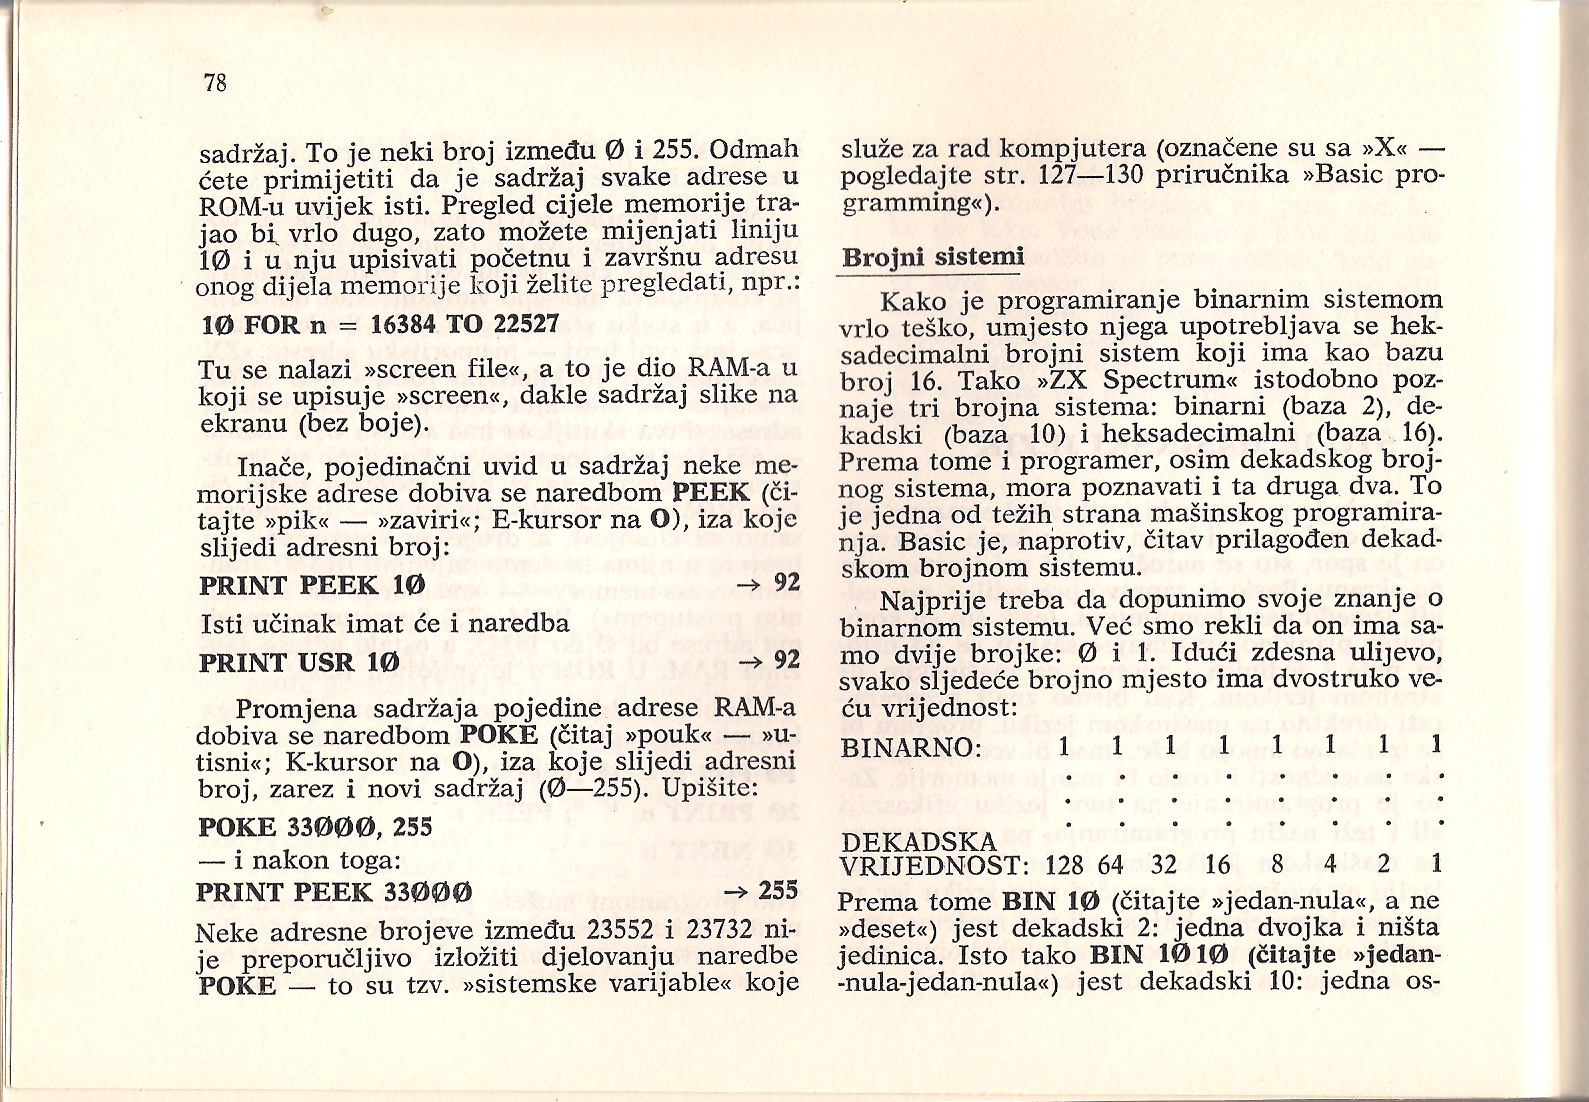 78
sadržaj. To je neki broj između Ø i 255. Odmah
ćete primijetiti da je sadržaj svake adrese u
ROM-u uvijek isti. Pregled cijele memorije tra-
jao bi vrlo dugo, zato možete mijenjati liniju
1Ø i u nju upisivati početnu i završnu adresu
onog dijela memorije koji želite pregledati, npr.:
1Ø FOR n = 16384 TO 22527
Tu se nalazi »screen file«, a to je dio RAM-a u
koji se upisuje »screen«, dakle sadržaj slike na
ekranu (bez boje).
Inače, pojedinačni uvid u sadržaj neke me-
morijske adrese dobiva se naredbom PEEK (či-
tajte »pik« — »zaviri«; E-kursor na O), iza koje
slijedi adresni broj:
PRINT PEEK 1Ø → 92
Isti učinak imat će i naredba
PRINT USR 1Ø → 92
Promjena sadržaja pojedine adrese RAM-a
dobiva se naredbom POKE (čitaj »pouk« — »u-
tisni«; K-kursor na O), iza koje slijedi adresni
broj, zarez i novi sadržaj (Ø—255). Upišite:
POKE 33ØØØ, 255
— i nakon toga:
PRINT PEEK 33ØØØ → 255
Neke adresne brojeve između 23552 i 23732 ni-
je preporučljivo izložiti djelovanju naredbe
POKE — to su tzv. »sistemske varijable« koje
služe za rad kompjutera (označene su sa »X« —
pogledajte str. 127—130 priručnika »Basic pro-
gramming«).
Brojni sistemi
Kako je programiranje binarnim sistemom
vrlo teško, umjesto njega upotrebljava se hek-
sadecimalni brojni sistem koji ima kao bazu
broj 16. Tako »ZX Spectrum« istodobno poz-
naje tri brojna sistema: binarni (baza 2), de-
kadski (baza 10) i heksadecimalni (baza 16).
Prema tome i programer, osim dekadskog broj-
nog sistema, mora poznavati i ta druga dva. To
je jedna od težih strana mašinskog programira-
nja. Basic je, naprotiv, čitav prilagođen dekad-
skom brojnom sistemu.
Najprije treba da dopunimo svoje znanje o
binarnom sistemu. Već smo rekli da on ima sa-
mo dvije brojke: Ø i 1. Idući zdesna ulijevo,
svako sljedeće brojno mjesto ima dvostruko ve-
ću vrijednost:
BINARNO: 1 1 1 1 1 1 1 1
. . . . . . . .
. . . . . . . .
. . . . . . . .
DEKADSKA
VRIJEDNOST: 128 64 32 16 8 4 2 1
Prema tome BIN 1Ø (čitajte »jedan-nula«, a ne
»deset«) jest dekadski 2: jedna dvojka i ništa
jedinica. Isto tako BIN 1Ø1Ø (čitajte »jedan-
-nula-jedan-nula«) jest dekadski 10: jedna os-